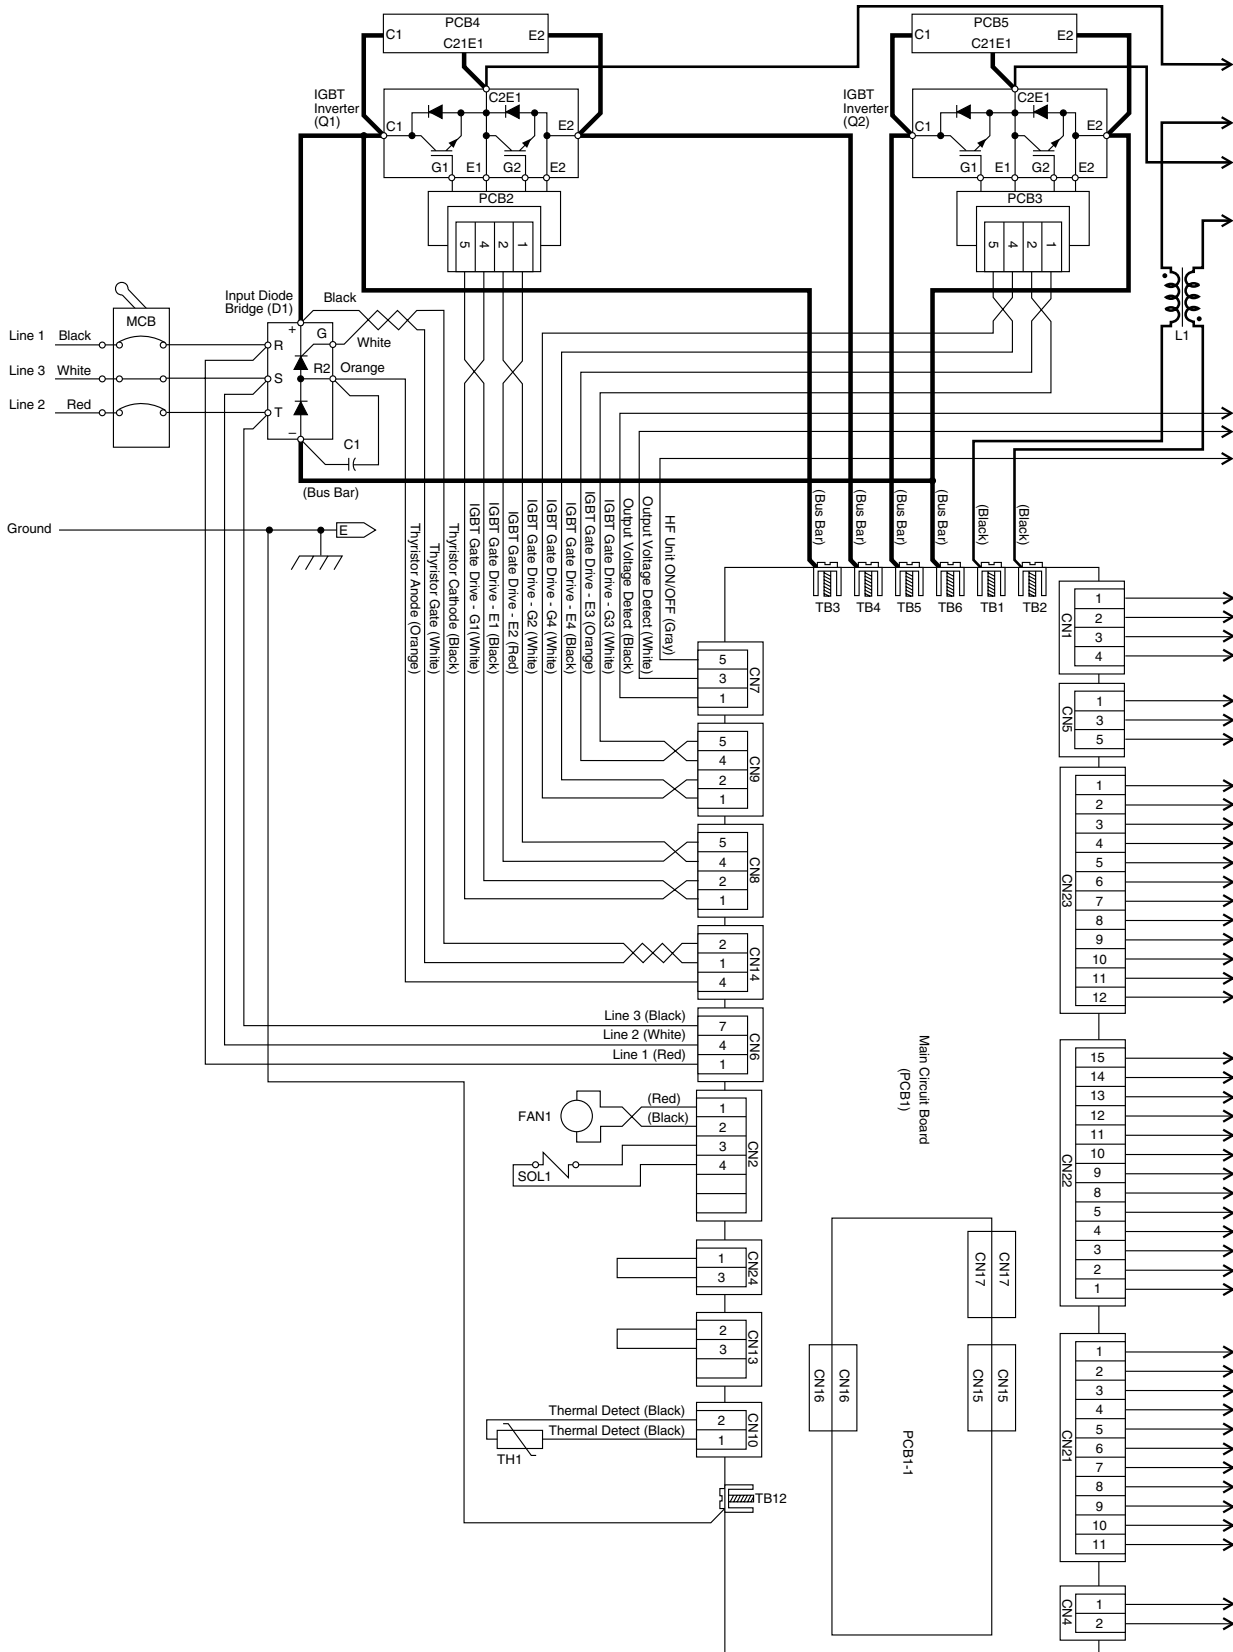 PCB4
C1
E2
C21E1
PCB5
C1
E2
C21E1
IGBT
Inverter
(Q1)
C2E1
C1
E2
G1
E1
G2
E2
PCB2
5
4
2
1
IGBT
Inverter
(Q2)
C2E1
C1
E2
G1
E1
G2
E2
PCB3
5
4
2
1
L1
Input Diode
Bridge (D1)
Black
White
Orange
MCB
Line 1 Black
Line 3 White
Line 2 Red
+
G
R
R2
S
T
–
C1
(Bus Bar)
Ground
E
Thyristor Anode (Orange)
Thyristor Gate (White)
Thyristor Cathode (Black)
IGBT Gate Drive - G1(White)
IGBT Gate Drive - E1 (Black)
IGBT Gate Drive - E2 (Red)
IGBT Gate Drive - G2 (White)
IGBT Gate Drive - G4 (White)
IGBT Gate Drive - E4 (Black)
IGBT Gate Drive - E3 (Orange)
IGBT Gate Drive - G3 (White)
Output Voltage Detect (Black)
Output Voltage Detect (White)
HF Unit ON/OFF (Gray)
(Bus Bar)
(Bus Bar)
(Bus Bar)
(Bus Bar)
(Black)
(Black)
TB3
TB4
TB5
TB6
TB1
TB2
5
3
1
CN7
5
4
2
1
CN9
5
4
2
1
CN8
2
1
4
CN14
Line 3 (Black)
Line 2 (White)
Line 1 (Red)
7
4
1
CN6
FAN1
(Red)
(Black)
SOL1
1
2
3
4
CN2
1
3
CN24
2
3
CN13
Thermal Detect (Black)
Thermal Detect (Black)
TH1
2
1
CN10
TB12
Main Circuit Board
(PCB1)
CN17
CN17
CN16
CN16
CN15
CN15
PCB1-1
CN1
1
2
3
4
CN5
1
3
5
CN23
1
2
3
4
5
6
7
8
9
10
11
12
CN22
15
14
13
12
11
10
9
8
5
4
3
2
1
CN21
1
2
3
4
5
6
7
8
9
10
11
CN4
1
2